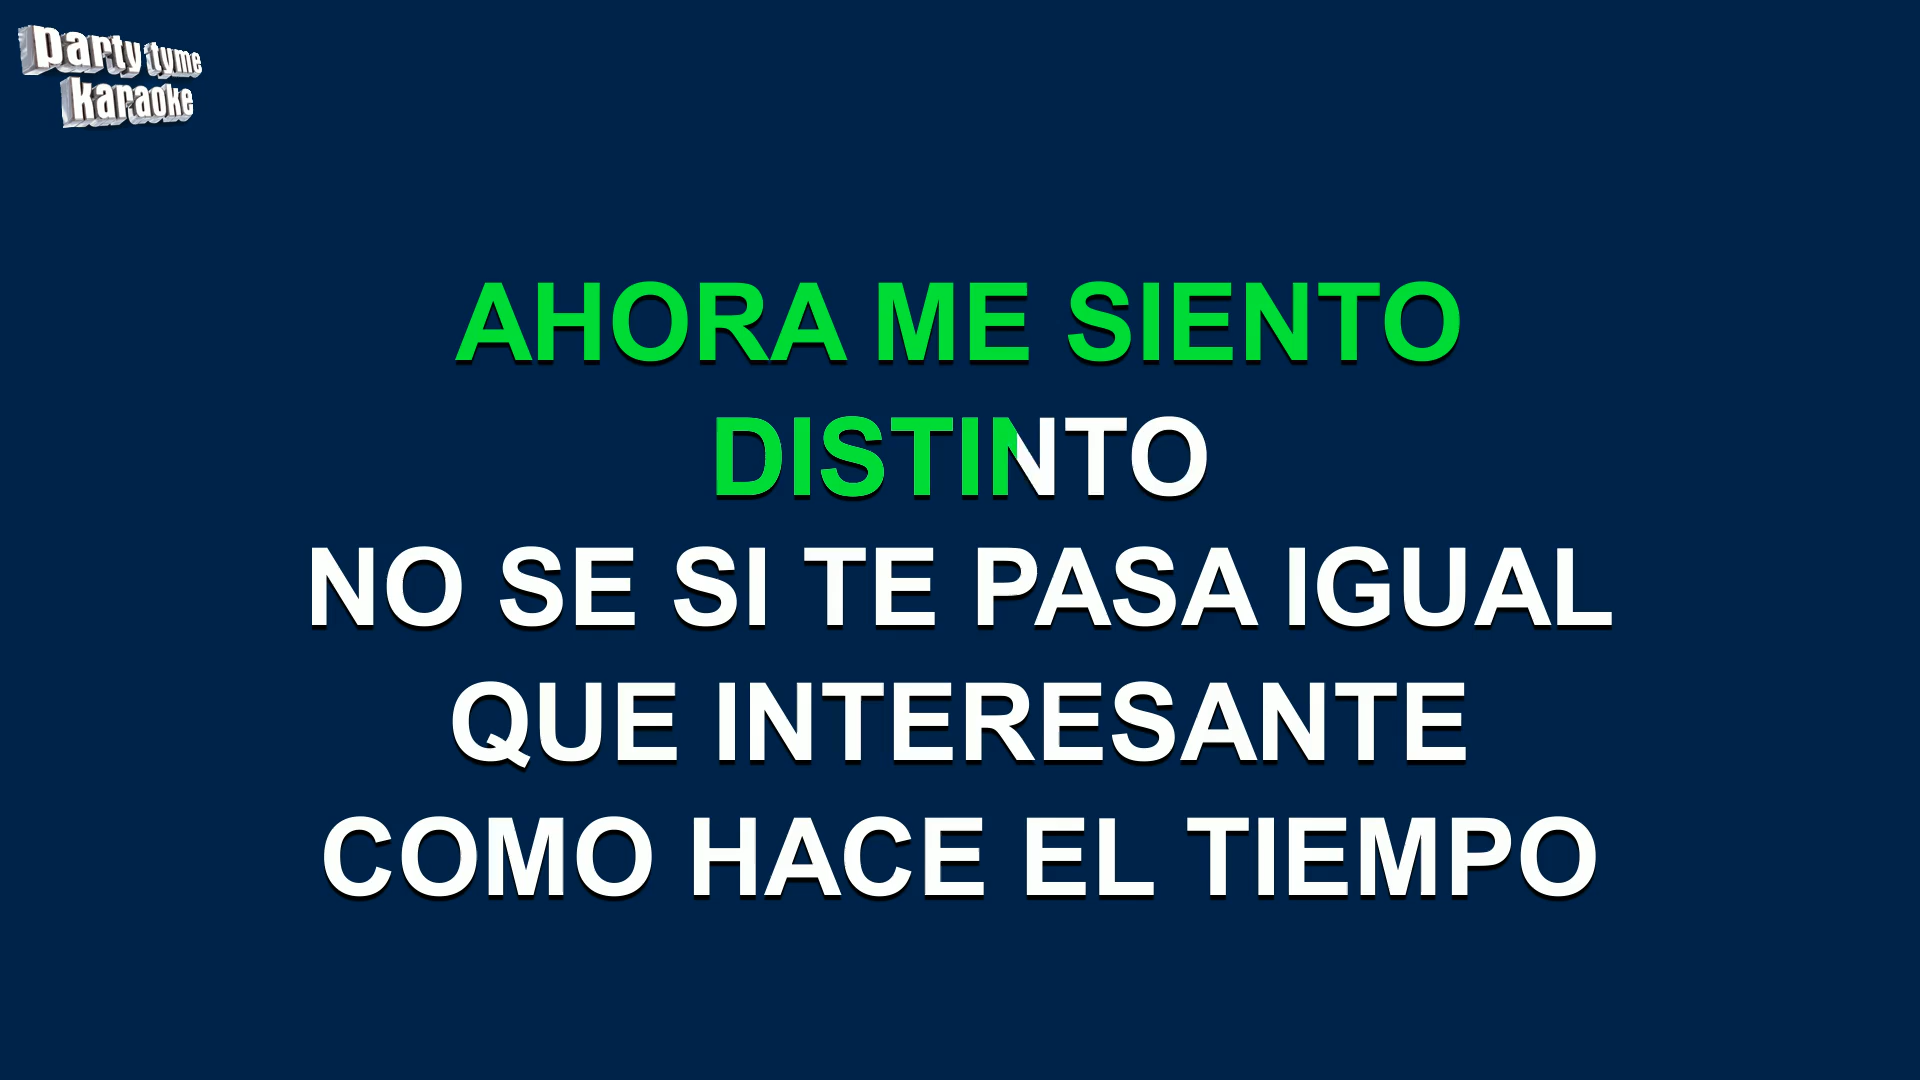 party tyme
karaoke
AHORA ME SIENTO
DISTINTO
NO SE SI TE PASA IGUAL
QUE INTERESANTE
COMO HACE EL TIEMPO